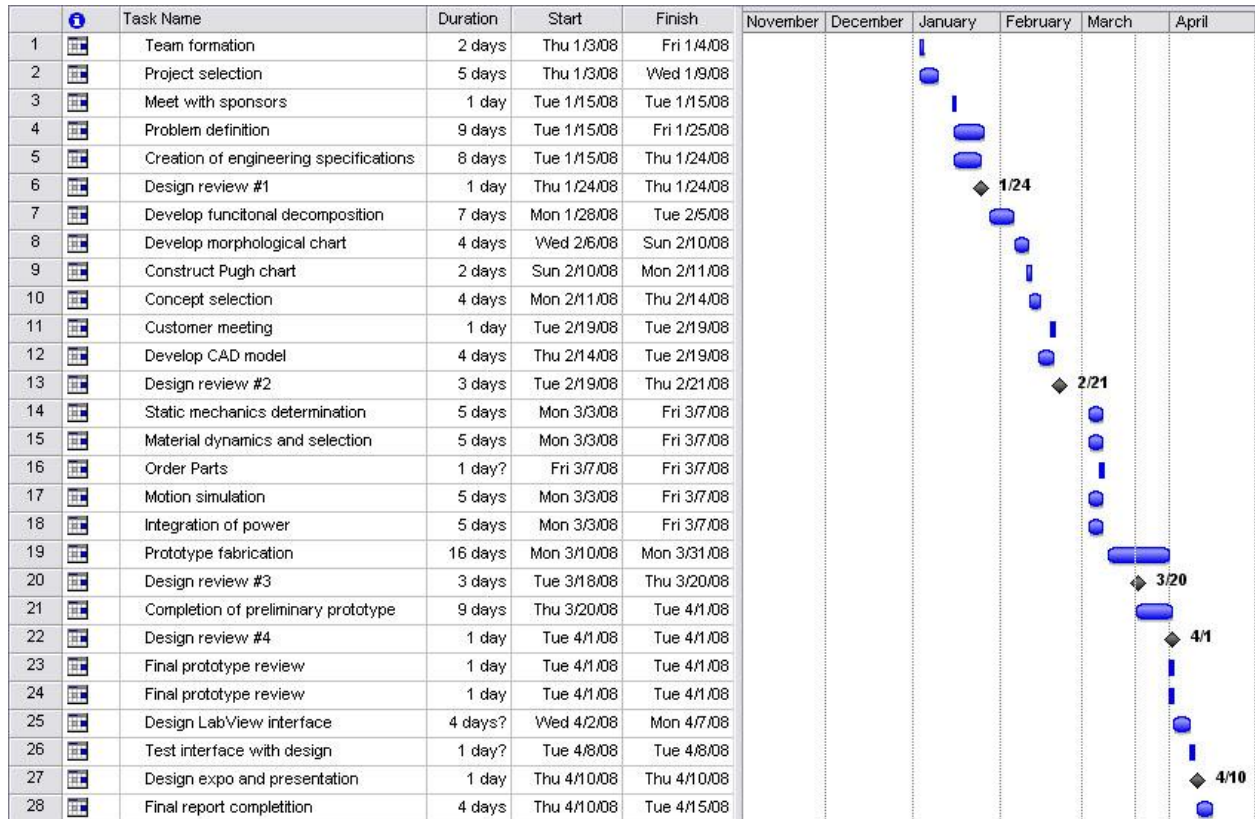 Task Name Duration Start Finish November December January February March April
1 Team formation 2 days Thu 1/3/08 Fri 1/4/08
2 Project selection 5 days Thu 1/3/08 Wed 1/9/08
3 Meet with sponsors 1 day Tue 1/15/08 Tue 1/15/08
4 Problem definition 9 days Tue 1/15/08 Fri 1/25/08
5 Creation of engineering specifications 8 days Tue 1/15/08 Thu 1/24/08
6 Design review #1 1 day Thu 1/24/08 Thu 1/24/08 1/24
7 Develop funcitonal decomposition 7 days Mon 1/28/08 Tue 2/5/08
8 Develop morphological chart 4 days Wed 2/6/08 Sun 2/10/08
9 Construct Pugh chart 2 days Sun 2/10/08 Mon 2/11/08
10 Concept selection 4 days Mon 2/11/08 Thu 2/14/08
11 Customer meeting 1 day Tue 2/19/08 Tue 2/19/08
12 Develop CAD model 4 days Thu 2/14/08 Tue 2/19/08
13 Design review #2 3 days Tue 2/19/08 Thu 2/21/08 2/21
14 Static mechanics determination 5 days Mon 3/3/08 Fri 3/7/08
15 Material dynamics and selection 5 days Mon 3/3/08 Fri 3/7/08
16 Order Parts 1 day? Fri 3/7/08 Fri 3/7/08
17 Motion simulation 5 days Mon 3/3/08 Fri 3/7/08
18 Integration of power 5 days Mon 3/3/08 Fri 3/7/08
19 Prototype fabrication 16 days Mon 3/10/08 Mon 3/31/08
20 Design review #3 3 days Tue 3/18/08 Thu 3/20/08 3/20
21 Completion of preliminary prototype 9 days Thu 3/20/08 Tue 4/1/08
22 Design review #4 1 day Tue 4/1/08 Tue 4/1/08 4/1
23 Final prototype review 1 day Tue 4/1/08 Tue 4/1/08
24 Final prototype review 1 day Tue 4/1/08 Tue 4/1/08
25 Design LabView interface 4 days? Wed 4/2/08 Mon 4/7/08
26 Test interface with design 1 day? Tue 4/8/08 Tue 4/8/08
27 Design expo and presentation 1 day Thu 4/10/08 Thu 4/10/08 4/10
28 Final report completition 4 days Thu 4/10/08 Tue 4/15/08